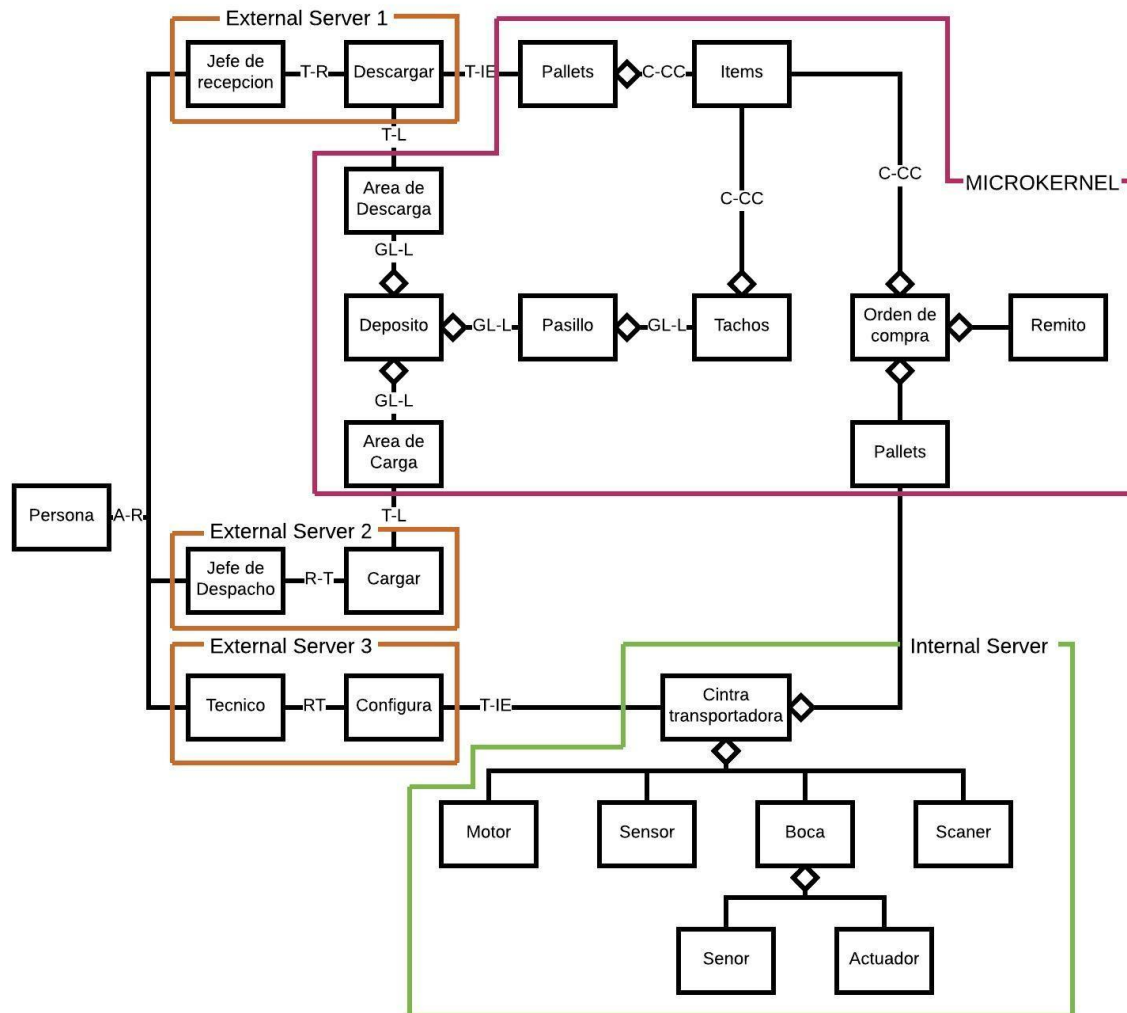 External Server 1
Jefe de
recepcion
T-R
Descargar
T-IE
Pallets
C-CC
Items
T-L
C-CC
C-CC
MICROKERNEL
Area de
Descarga
GL-L
Deposito
GL-L
Pasillo
GL-L
Tachos
Orden de
compra
Remito
GL-L
Area de
Carga
Pallets
Persona
A-R
T-L
External Server 2
Jefe de
Despacho
R-T
Cargar
External Server 3
Internal Server
Tecnico
RT
Configura
T-IE
Cintra
transportadora
Motor
Sensor
Boca
Scaner
Senor
Actuador